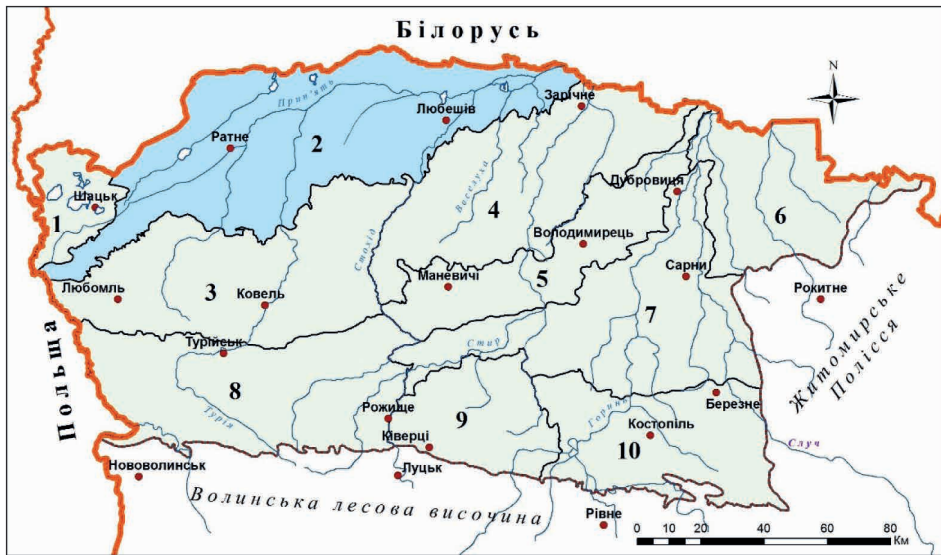 Білорусь
N
Прип'ять
Зарічне
Любешів
Ратне
2
Шацьк
1
Веселуха
4
Дубровиця
6
Стохід
Володимирець
5
Маневичі
Сарни
Любомль
3
Ковель
Рокитне
7
Житомирське
Полісся
Польща
Турійськ
Стир
8
Турія
Рожище
9
Горинь
Березне
Ківерці
Костопіль
10
Случ
Нововолинськ
Луцьк
Волинська лесова височина
Рівне
0 10 20 40 60 80
Км